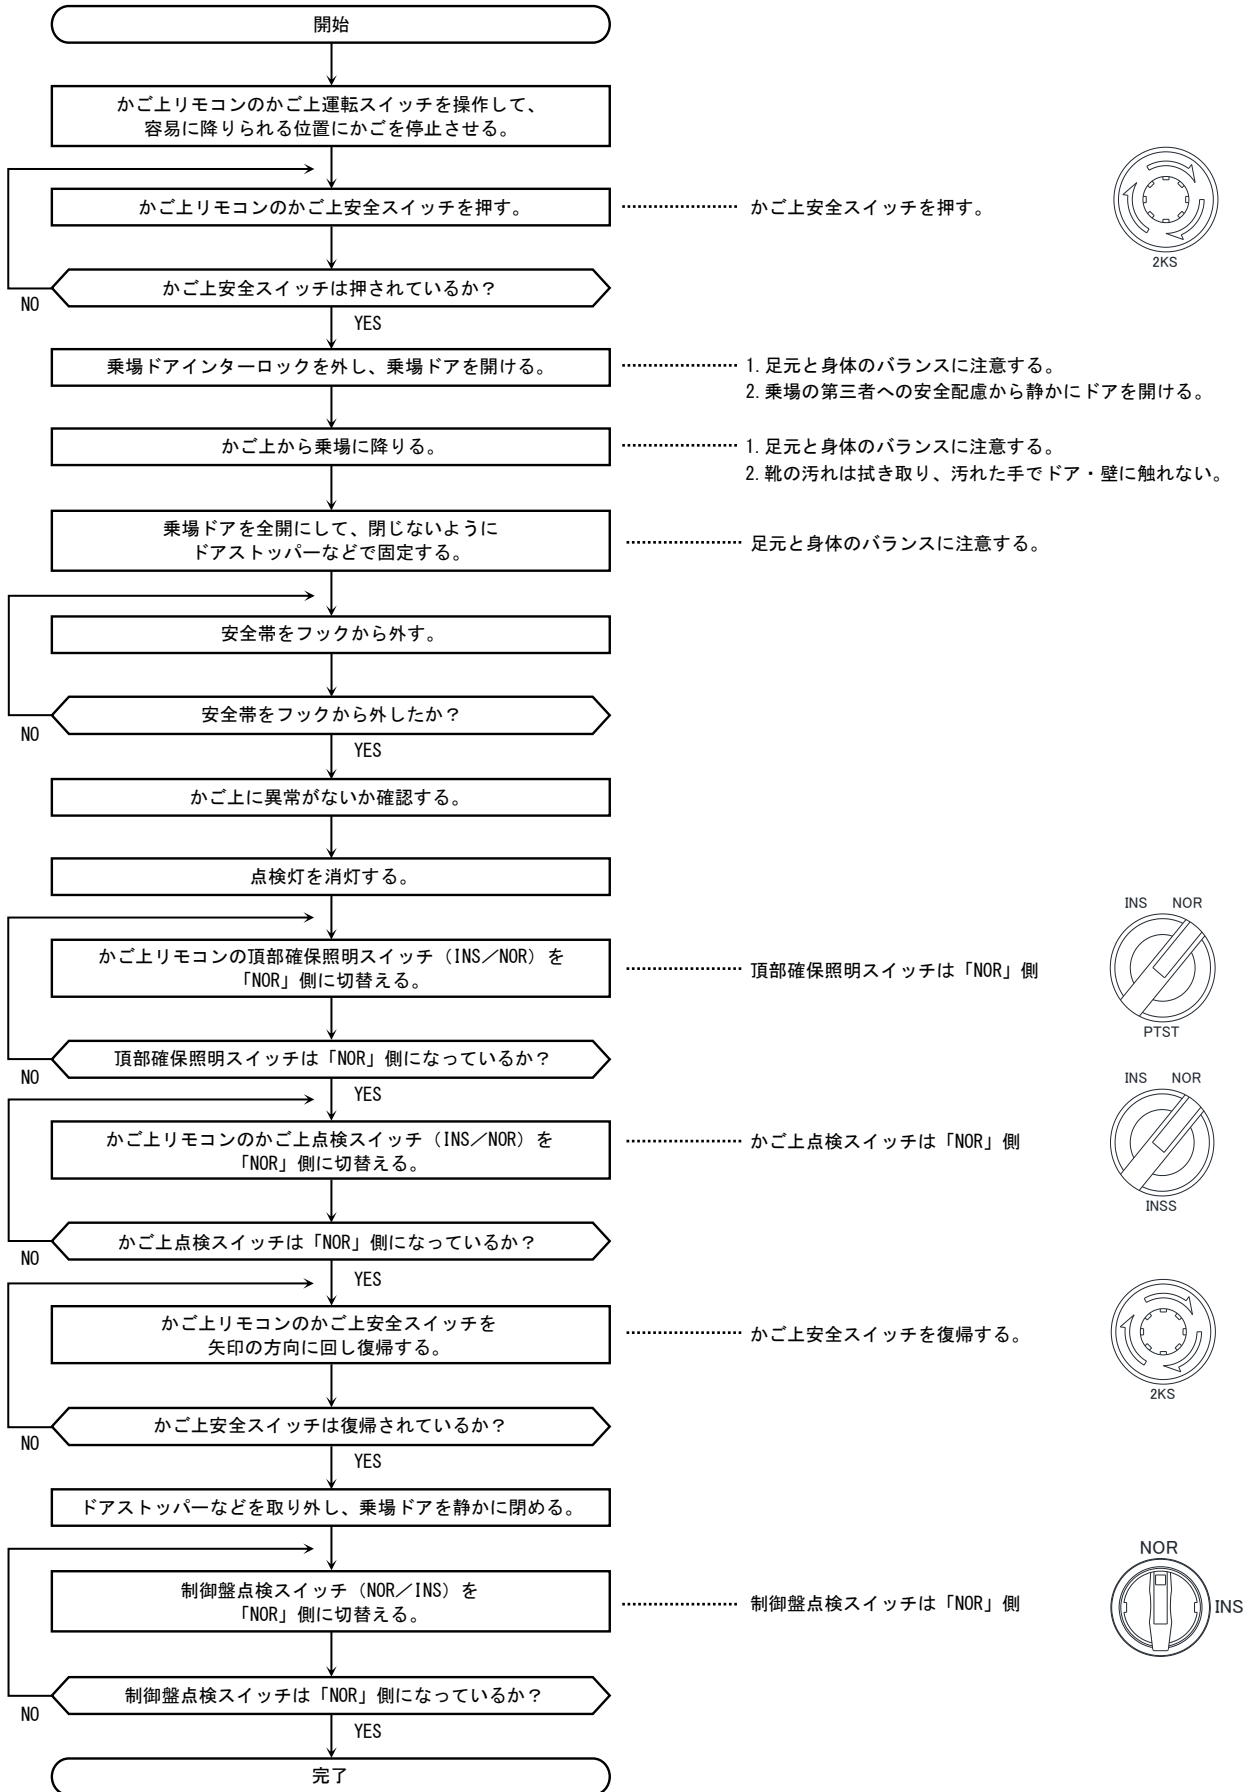 開始
かご上リモコンのかご上運転スイッチを操作して、
容易に降りられる位置にかごを停止させる。
かご上リモコンのかご上安全スイッチを押す。
かご上安全スイッチを押す。
2KS
かご上安全スイッチは押されているか？
NO
YES
乗場ドアインターロックを外し、乗場ドアを開ける。
1. 足元と身体のバランスに注意する。
2. 乗場の第三者への安全配慮から静かにドアを開ける。
かご上から乗場に降りる。
1. 足元と身体のバランスに注意する。
2. 靴の汚れは拭き取り、汚れた手でドア・壁に触れない。
乗場ドアを全開にして、閉じないように
ドアストッパーなどで固定する。
足元と身体のバランスに注意する。
安全帯をフックから外す。
安全帯をフックから外したか？
NO
YES
かご上に異常がないか確認する。
点検灯を消灯する。
INS NOR
かご上リモコンの頂部確保照明スイッチ（INS／NOR）を
「NOR」側に切替える。
頂部確保照明スイッチは「NOR」側
PTST
頂部確保照明スイッチは「NOR」側になっているか？
NO
YES
INS NOR
かご上リモコンのかご上点検スイッチ（INS／NOR）を
「NOR」側に切替える。
かご上点検スイッチは「NOR」側
INSS
かご上点検スイッチは「NOR」側になっているか？
NO
YES
かご上リモコンのかご上安全スイッチを
矢印の方向に回し復帰する。
かご上安全スイッチを復帰する。
2KS
かご上安全スイッチは復帰されているか？
NO
YES
ドアストッパーなどを取り外し、乗場ドアを静かに閉める。
NOR
制御盤点検スイッチ（NOR／INS）を
「NOR」側に切替える。
制御盤点検スイッチは「NOR」側
INS
制御盤点検スイッチは「NOR」側になっているか？
NO
YES
完了